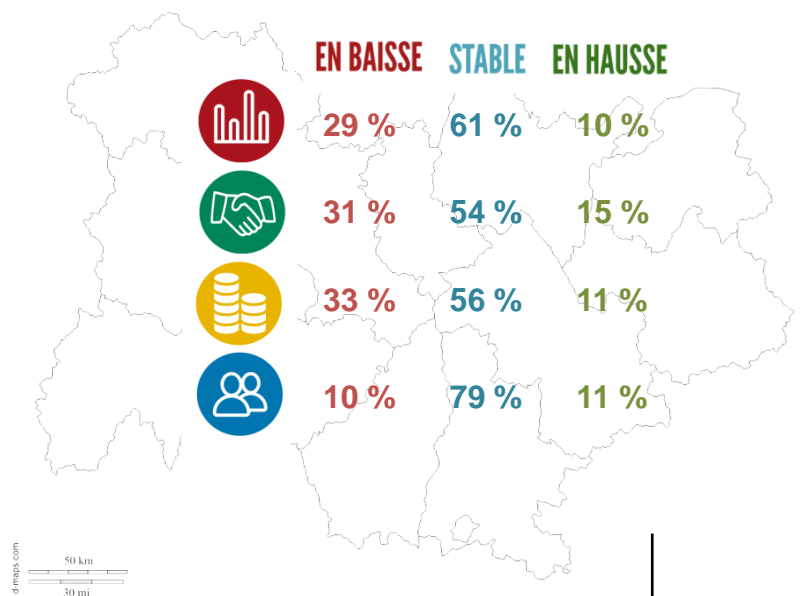 EN BAISSE STABLE EN HAUSSE
29 % 61 % 10 %
31 % 54 % 15 %
33 % 56 % 11 %
10 % 79 % 11 %
d-maps.com
50 km
30 mi